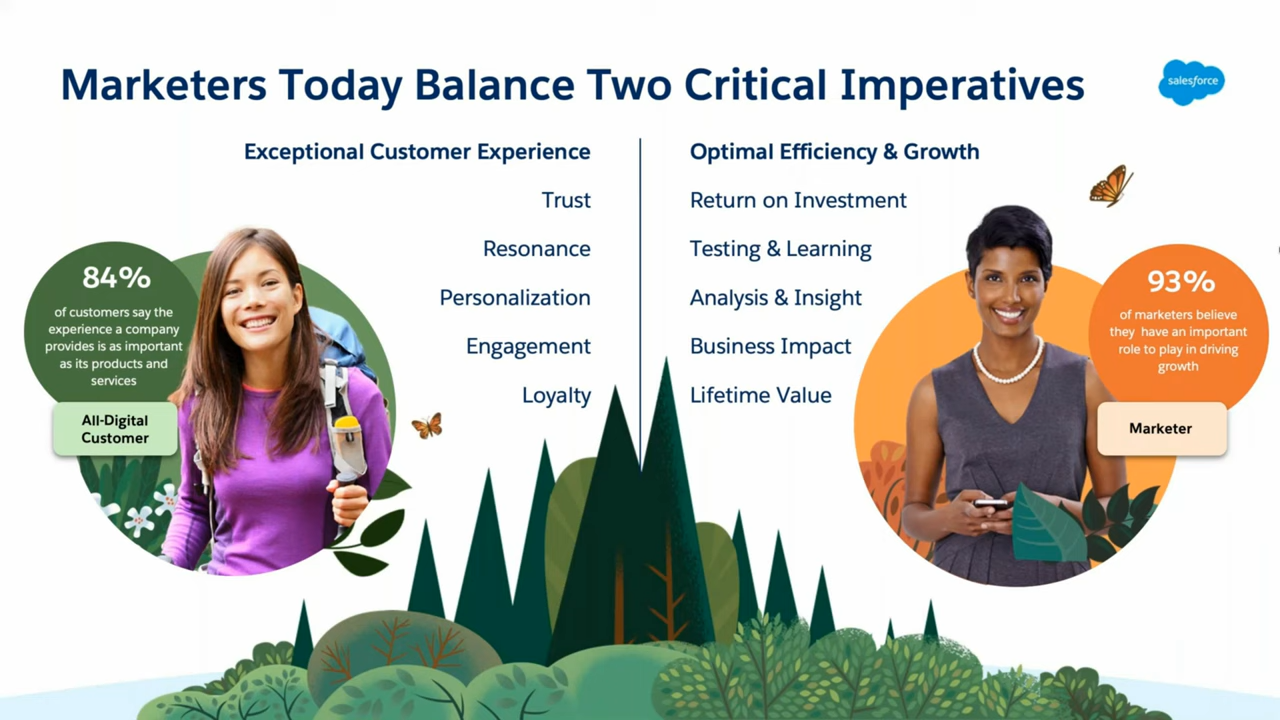 Marketers Today Balance Two Critical Imperatives
salesforce
Exceptional Customer Experience
Trust
Resonance
Personalization
Engagement
Loyalty
Optimal Efficiency & Growth
Return on Investment
Testing & Learning
Analysis & Insight
Business Impact
Lifetime Value
84%
of customers say the
experience a company
provides is as important
as its products and
services
All-Digital
Customer
93%
of marketers believe
they have an important
role to play in driving
growth
Marketer